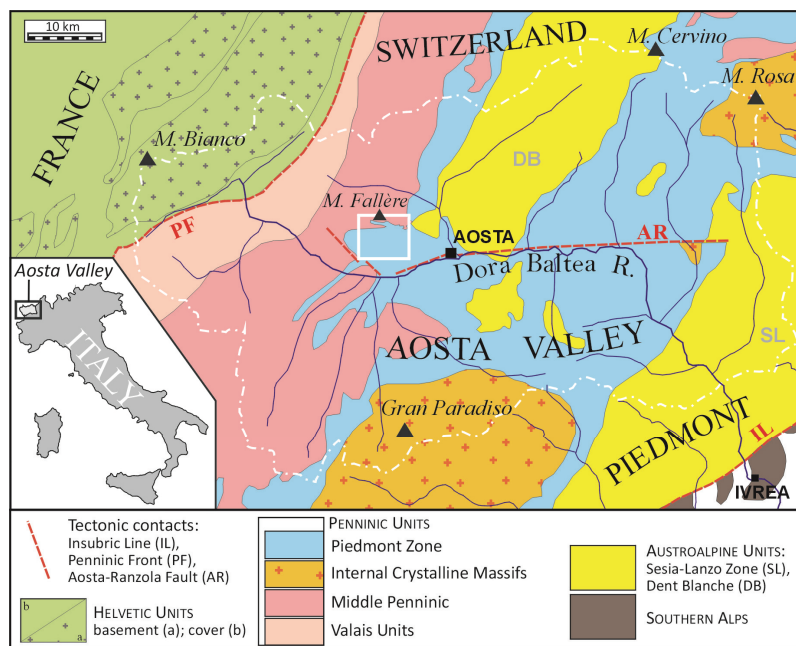 10 km
SWITZERLAND
M. Cervino
M. Rosa
FRANCE
M. Bianco
DB
M. Fallère
PF
AOSTA
AR
Dora Baltea R.
Aosta Valley
ITALY
AOSTA VALLEY
SL
Gran Paradiso
PIEDMONT
IL
IVREA
Tectonic contacts:
Insubric Line (IL),
Penninic Front (PF),
Aosta-Ranzola Fault (AR)
b
a
HELVETIC UNITS
basement (a); cover (b)
PENNINIC UNITS
Piedmont Zone
Internal Crystalline Massifs
Middle Penninic
Valais Units
AUSTROALPINE UNITS:
Sesia-Lanzo Zone (SL),
Dent Blanche (DB)
SOUTHERN ALPS